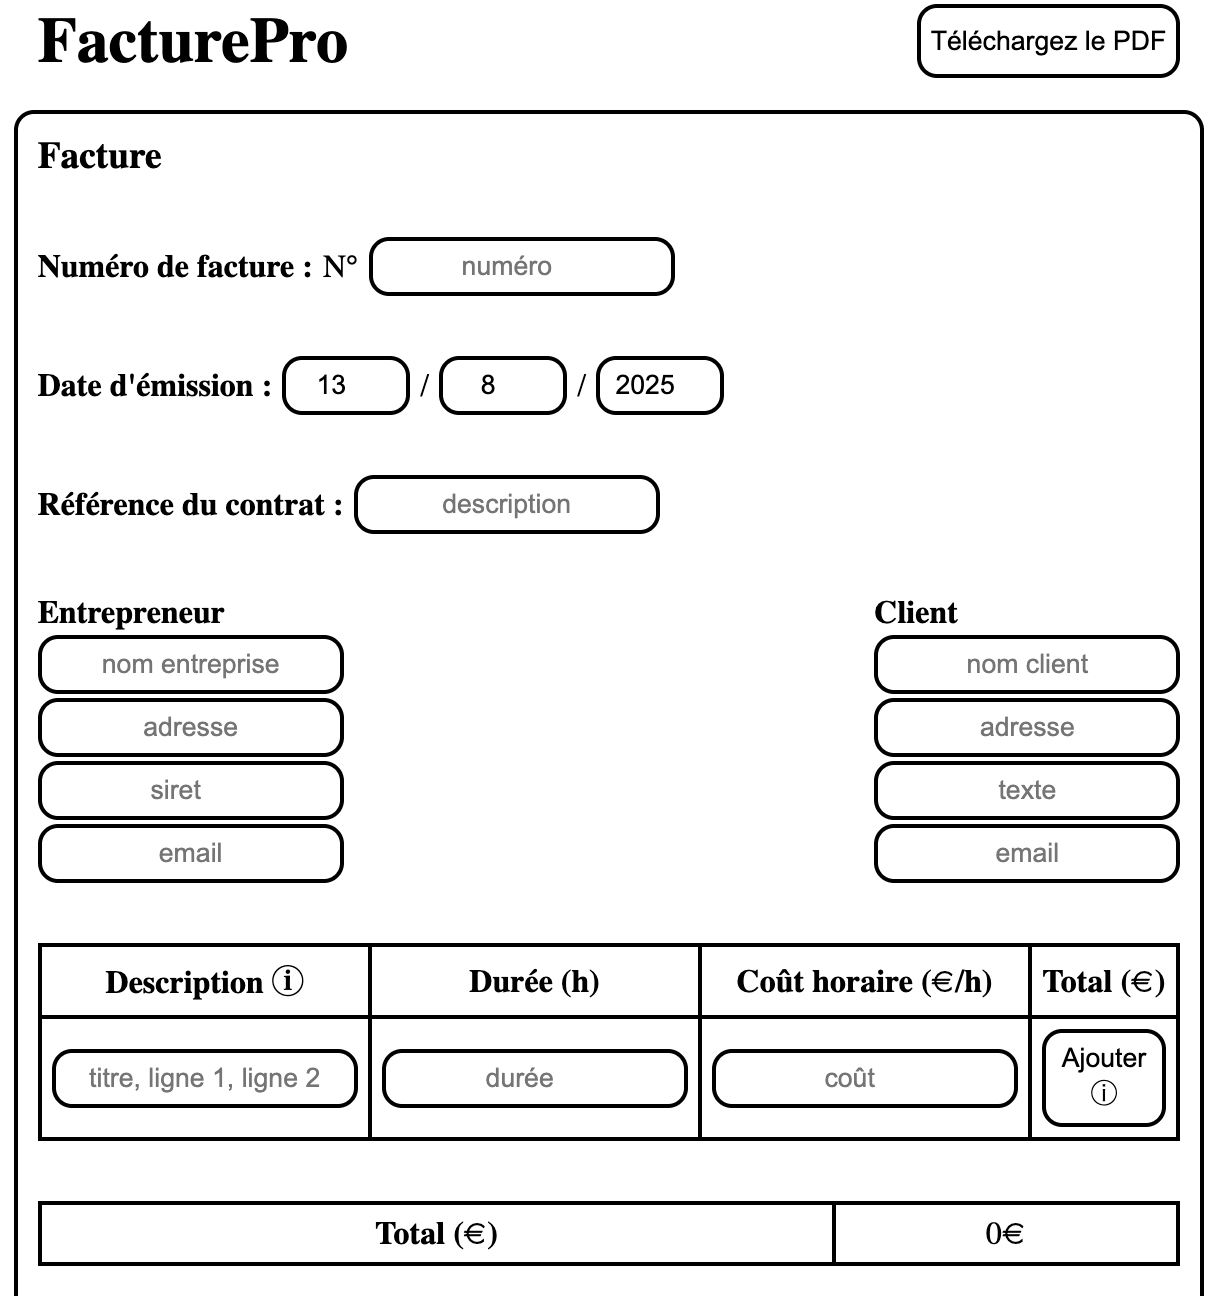 FacturePro
Téléchargez le PDF
Facture
Numéro de facture : N° numéro
Date d'émission : 13 / 8 / 2025
Référence du contrat : description
Entrepreneur
nom entreprise
adresse
siret
email
Client
nom client
adresse
texte
email
Description ⓘ Durée (h) Coût horaire (€/h) Total (€)
titre, ligne 1, ligne 2 durée coût Ajouter
ⓘ
Total (€) 0€